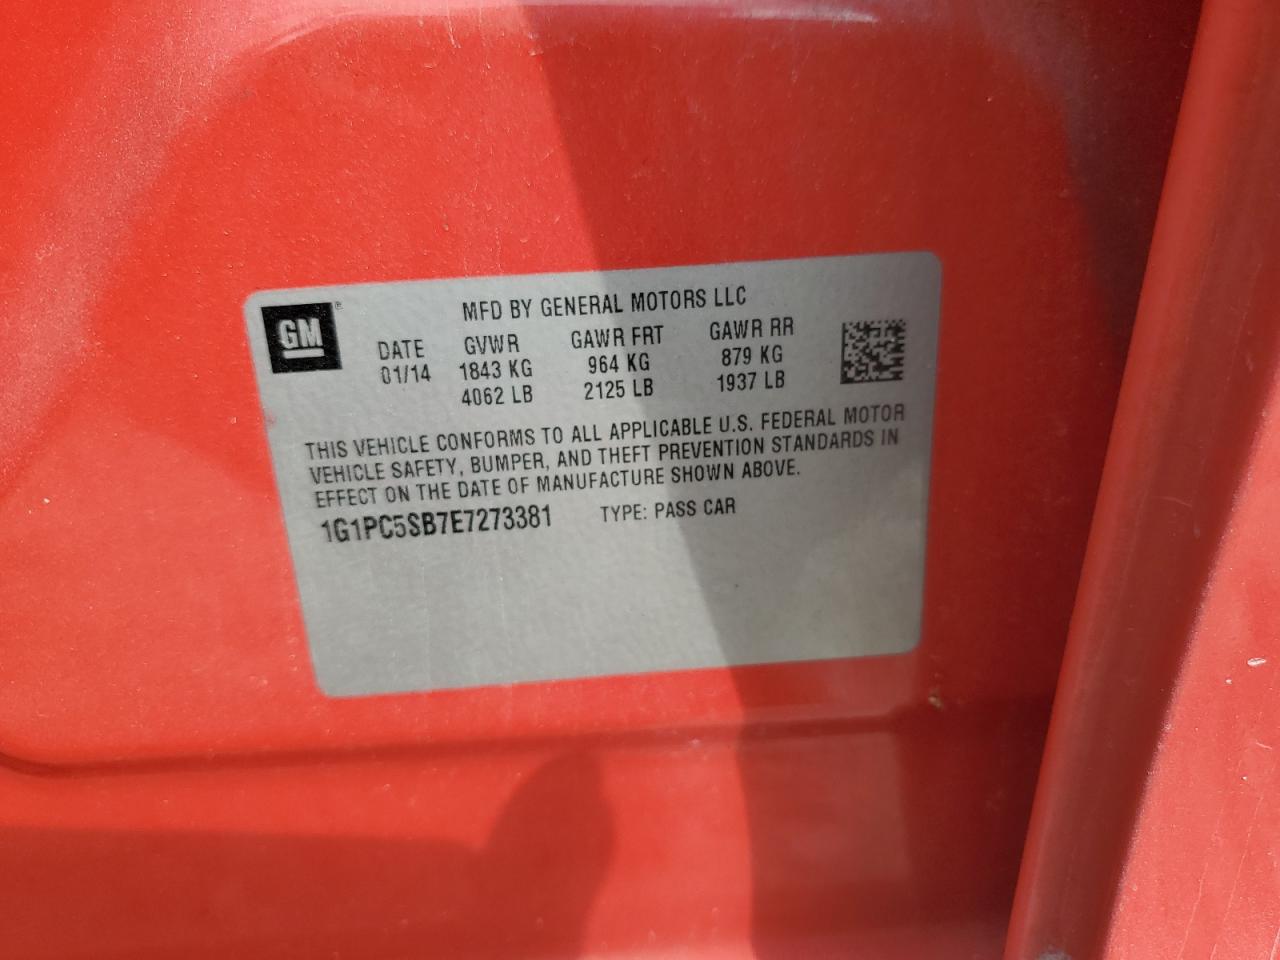 GM
MFD BY GENERAL MOTORS LLC
DATE GVWR GAWR FRT GAWR RR
01/14 1843 KG 964 KG 879 KG
4062 LB 2125 LB 1937 LB
THIS VEHICLE CONFORMS TO ALL APPLICABLE U.S. FEDERAL MOTOR
VEHICLE SAFETY, BUMPER, AND THEFT PREVENTION STANDARDS IN
EFFECT ON THE DATE OF MANUFACTURE SHOWN ABOVE.
1G1PC5SB7E7273381 TYPE: PASS CAR